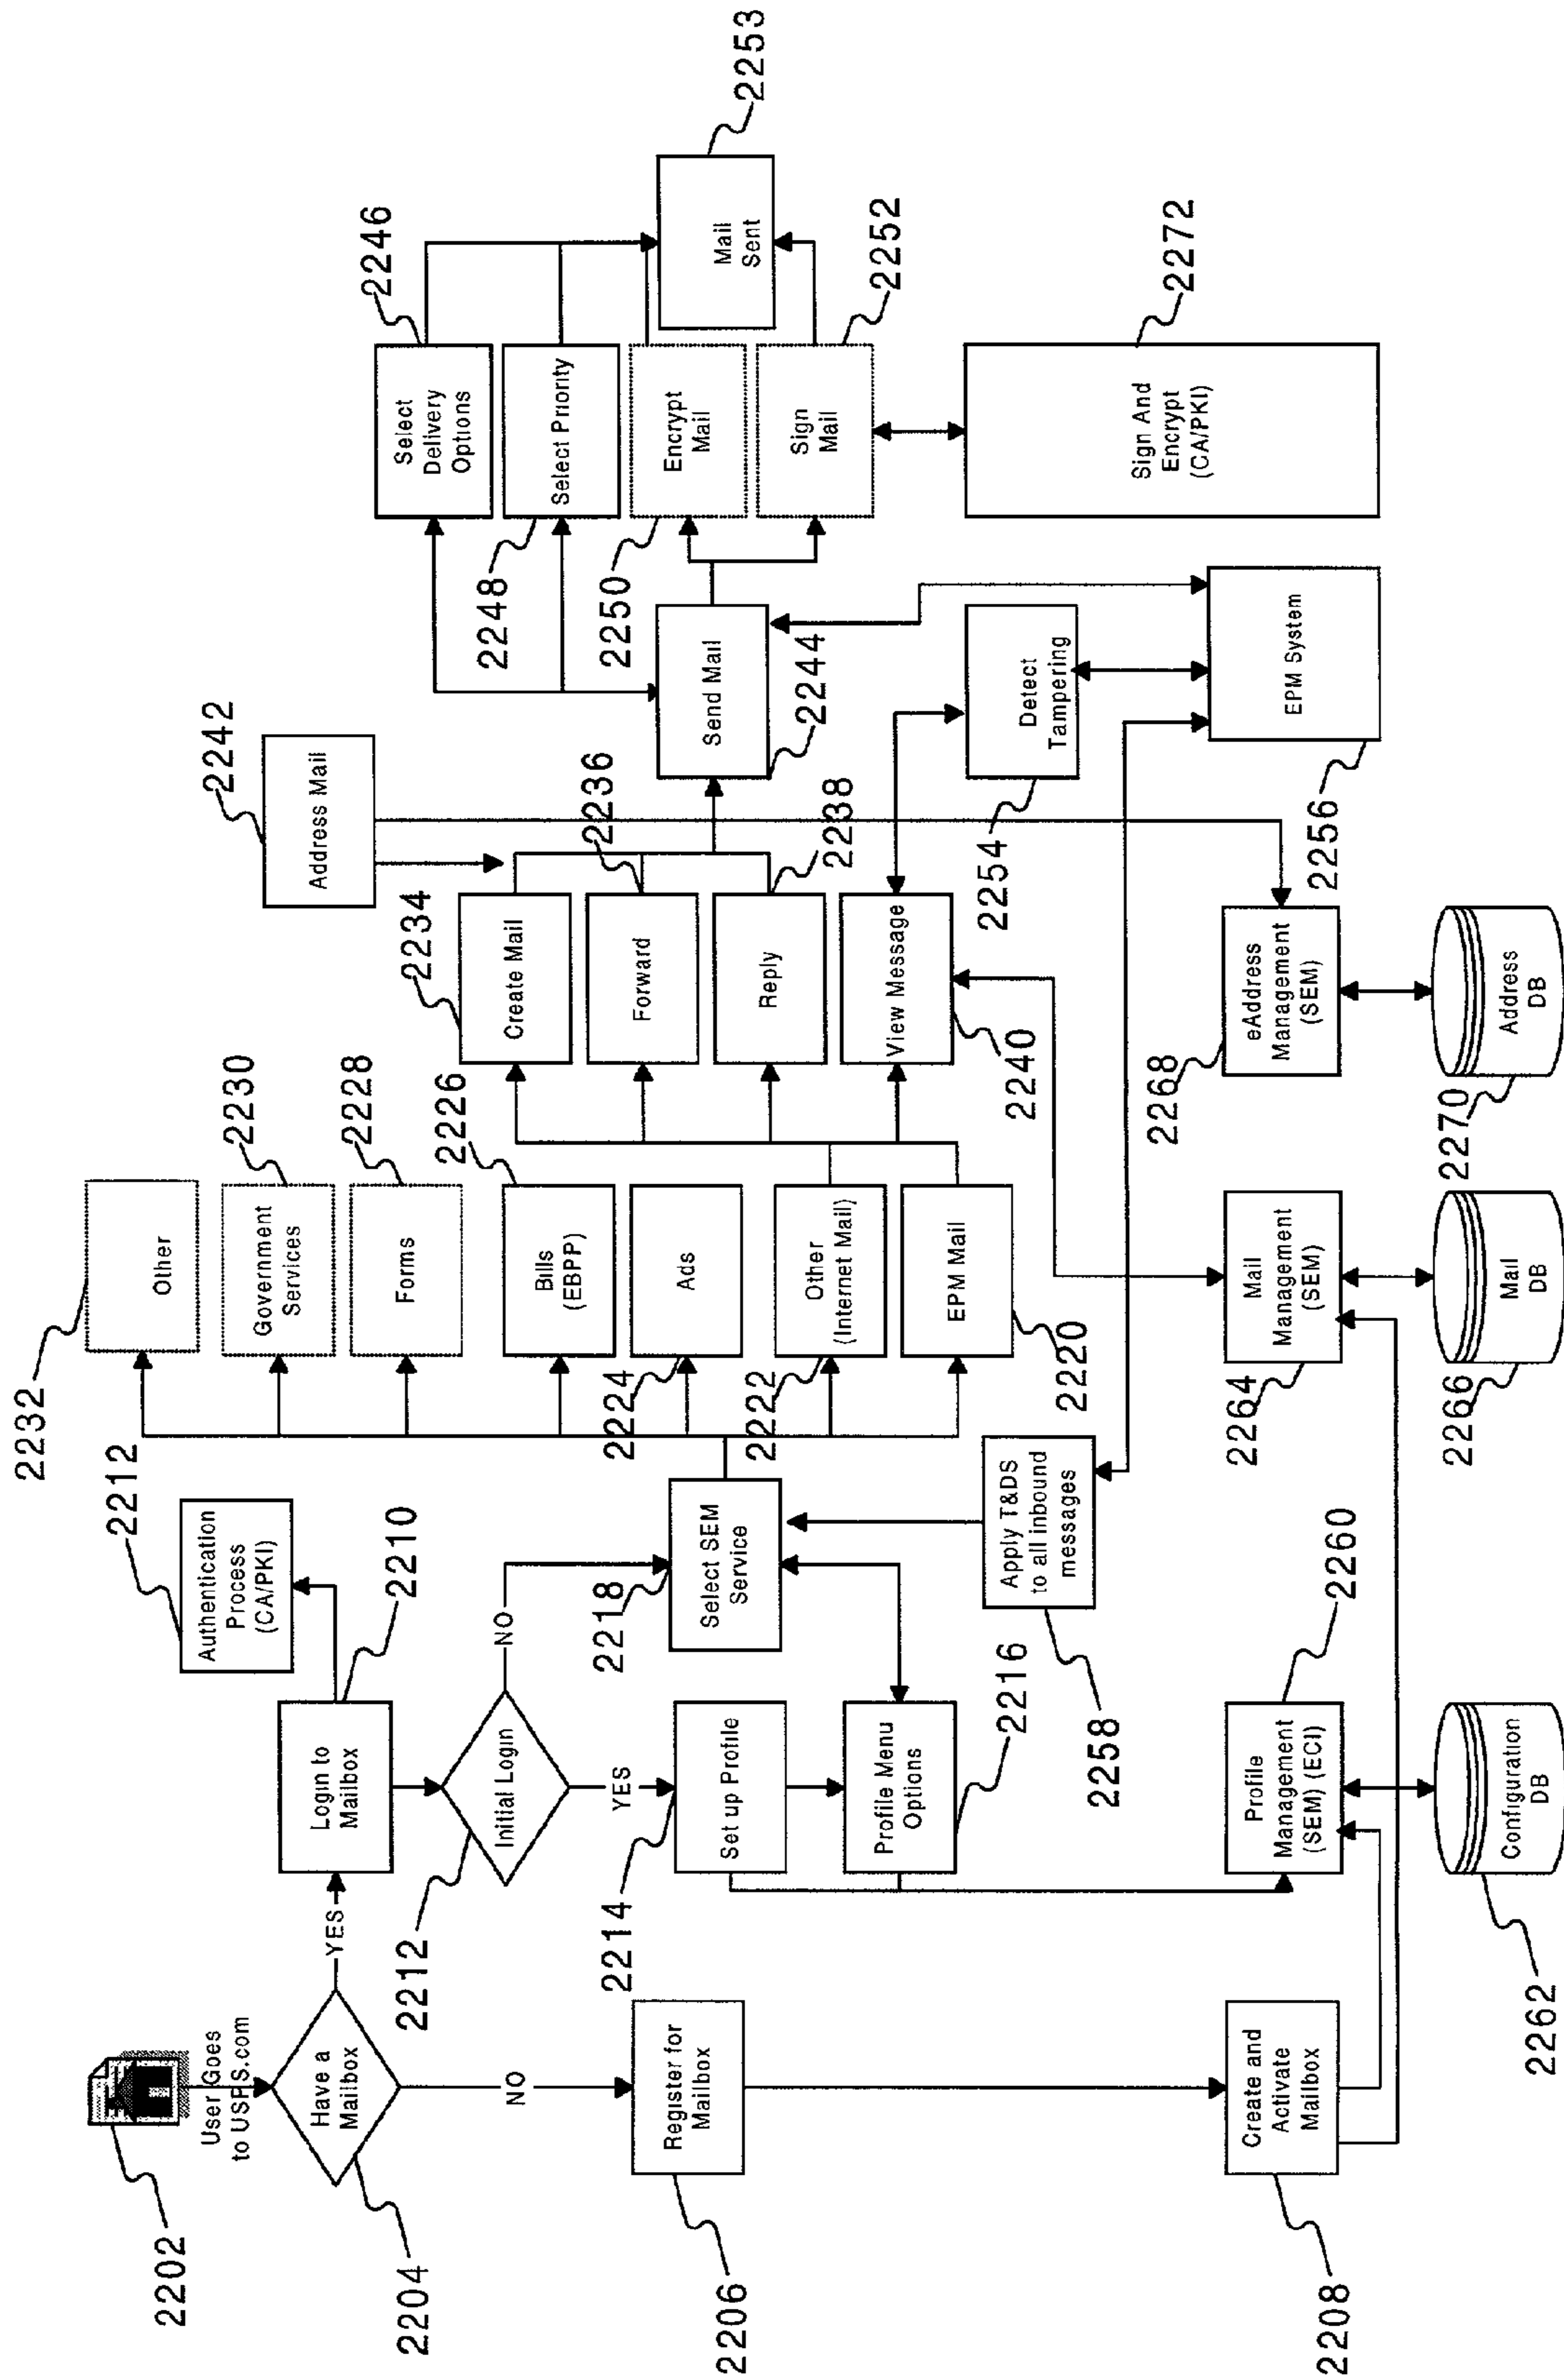 2202
User Goes
to USPS.com
2204
Have a
Mailbox
YES
NO
2206
Register for
Mailbox
2208
Create and
Activate
Mailbox
2210
Login to
Mailbox
2212
Authentication
Process
(CA/PKI)
2212
Initial Login
NO
YES
2214
Set up Profile
2216
Profile Menu
Options
2218
Select SEM
Service
2258
Apply T&DS
to all inbound
messages
2260
Profile
Management
(SEM) (ECI)
2262
Configuration
DB
2232
Other
2230
Government
Services
2228
Forms
2226
Bills
(EBPP)
2224
Ads
2222
Other
(Internet Mail)
2220
EPM Mail
2264
Mail
Management
(SEM)
2266
Mail
DB
2242
Address Mail
2234
Create Mail
2236
Forward
2238
Reply
2240
View Message
2268
eAddress
Management
(SEM)
2270
Address
DB
2244
Send Mail
2254
Detect
Tampering
2256
EPM System
2246
Select
Delivery
Options
2248
Select Priority
2250
Encrypt
Mail
2252
Sign
Mail
2253
Mail
Sent
2272
Sign And
Encrypt
(CA/PKI)